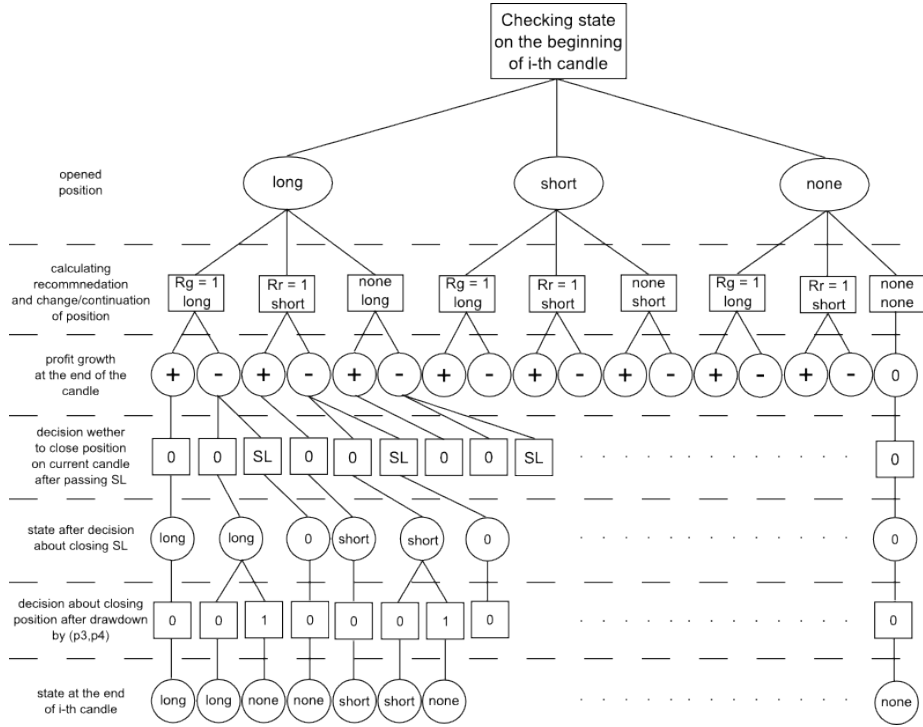 Checking state
on the beginning
of i-th candle
opened
position
long
short
none
calculating
recommnedation
and change/continuation
of position
Rg = 1
long
Rr = 1
short
none
long
Rg = 1
long
Rr = 1
short
none
short
Rg = 1
long
Rr = 1
short
none
none
profit growth
at the end of the
candle
+ - + - + - + - + - + - + - + - 0
decision wether
to close position
on current candle
after passing SL
0 0 SL 0 0 SL 0 0 SL 0
state after decision
about closing SL
long long 0 short short 0 0
decision about closing
position after drawdown
by (p3,p4)
0 0 1 0 0 0 1 0 0
state at the end
of i-th candle
long long none none short short none none